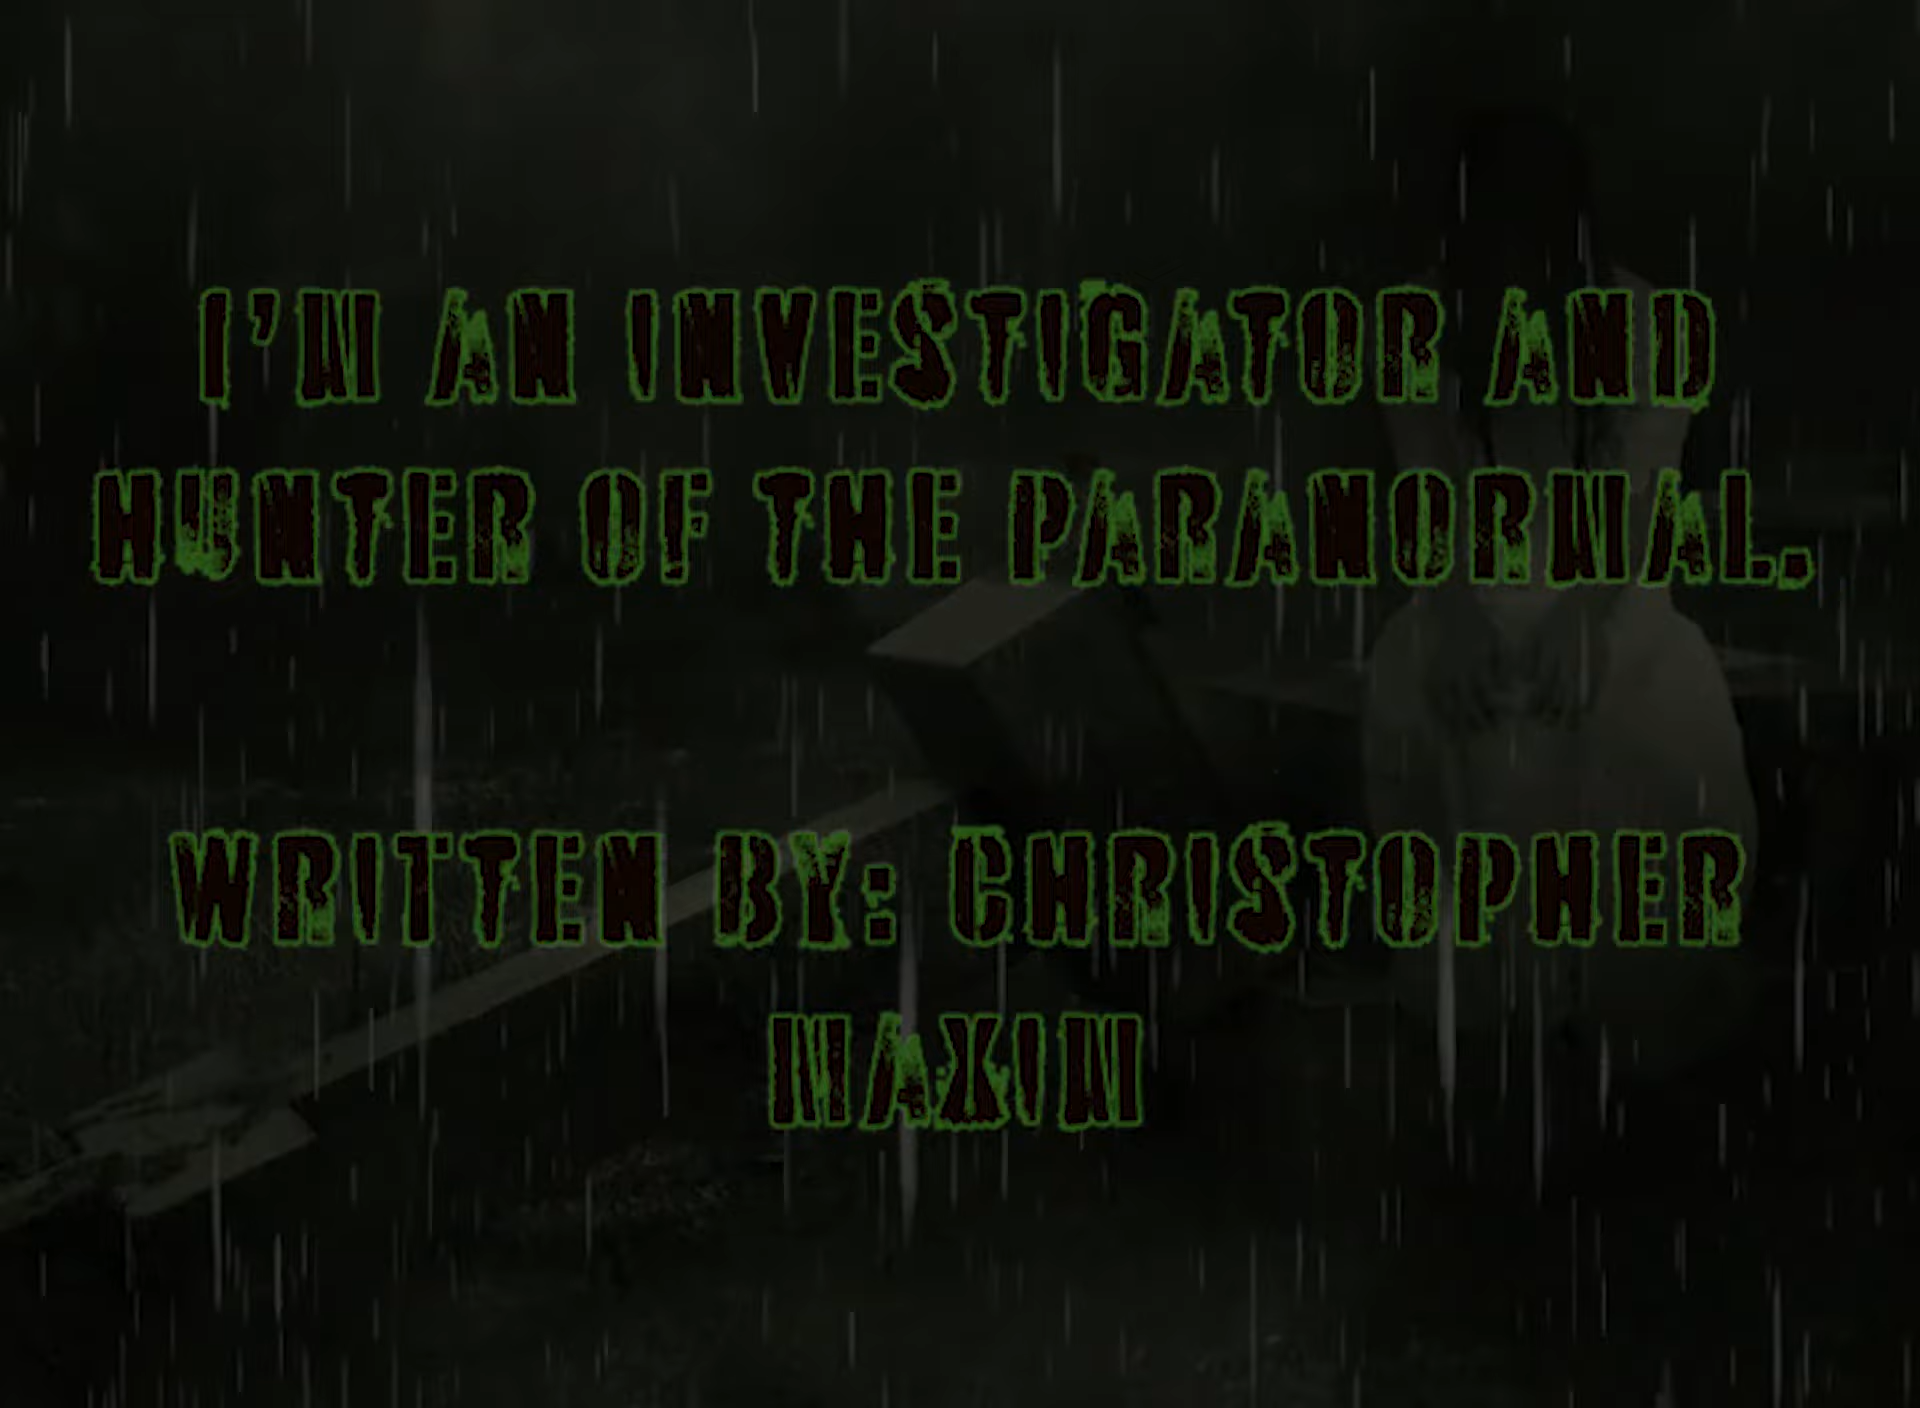 I'M AN INVESTIGATOR AND
HUNTER OF THE PARANORMAL.
WRITTEN BY: CHRISTOPHER
MAXIM